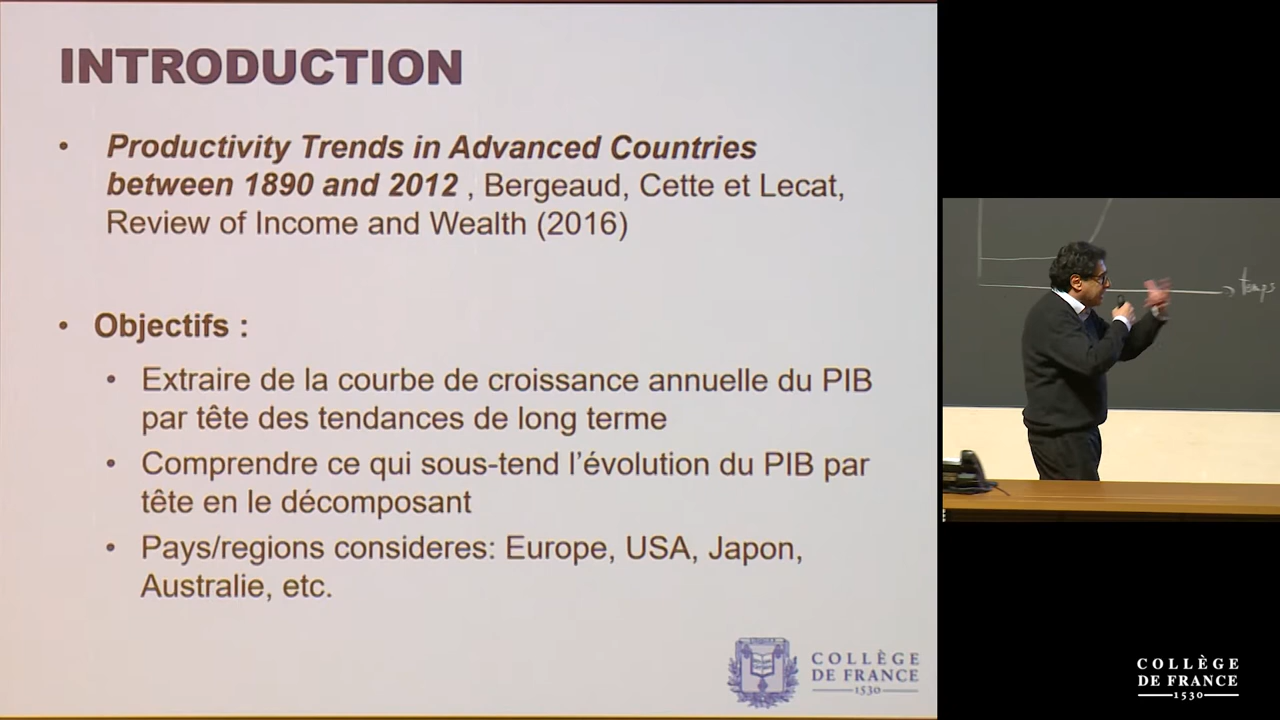 INTRODUCTION
• Productivity Trends in Advanced Countries
between 1890 and 2012 , Bergeaud, Cette et Lecat,
Review of Income and Wealth (2016)
• Objectifs :
• Extraire de la courbe de croissance annuelle du PIB
par tête des tendances de long terme
• Comprendre ce qui sous-tend l'évolution du PIB par
tête en le décomposant
• Pays/regions consideres: Europe, USA, Japon,
Australie, etc.
COLLÈGE
DE FRANCE
1530
temps
COLLÈGE
DE FRANCE
1530